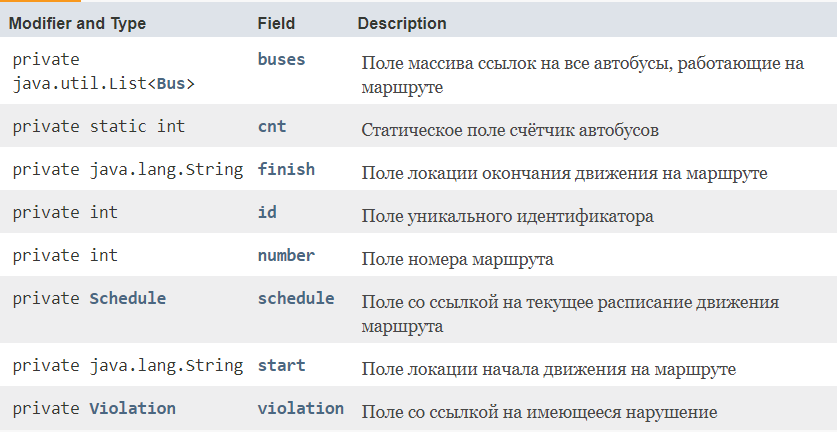 Modifier and Type Field Description
private buses Поле массива ссылок на все автобусы, работающие на
java.util.List<Bus> маршруте
private static int cnt Статическое поле счётчик автобусов
private java.lang.String finish Поле локации окончания движения на маршруте
private int id Поле уникального идентификатора
private int number Поле номера маршрута
private Schedule schedule Поле со ссылкой на текущее расписание движения
маршрута
private java.lang.String start Поле локации начала движения на маршруте
private Violation violation Поле со ссылкой на имеющееся нарушение